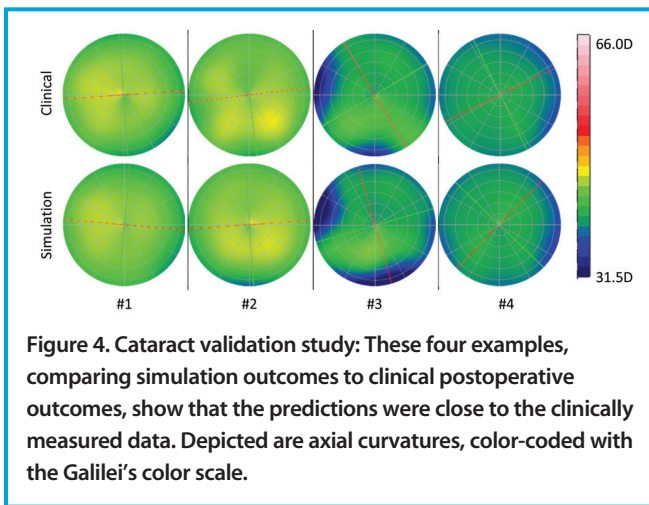 66.0D
Clinical
Simulation
31.5D
#1 #2 #3 #4
Figure 4. Cataract validation study: These four examples,
comparing simulation outcomes to clinical postoperative
outcomes, show that the predictions were close to the clinically
measured data. Depicted are axial curvatures, color-coded with
the Galilei’s color scale.